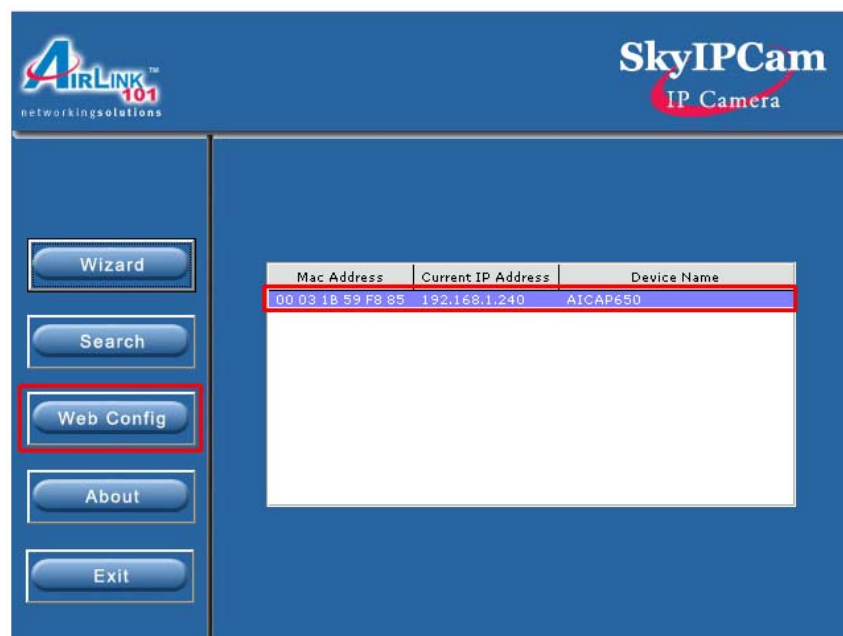 AIRLINK™
101
networkingsolutions
SkyIPCam
IP Camera
Wizard
Search
Web Config
About
Exit
Mac Address Current IP Address Device Name
00 03 1B 59 F8 85 192.168.1.240 AICAP650